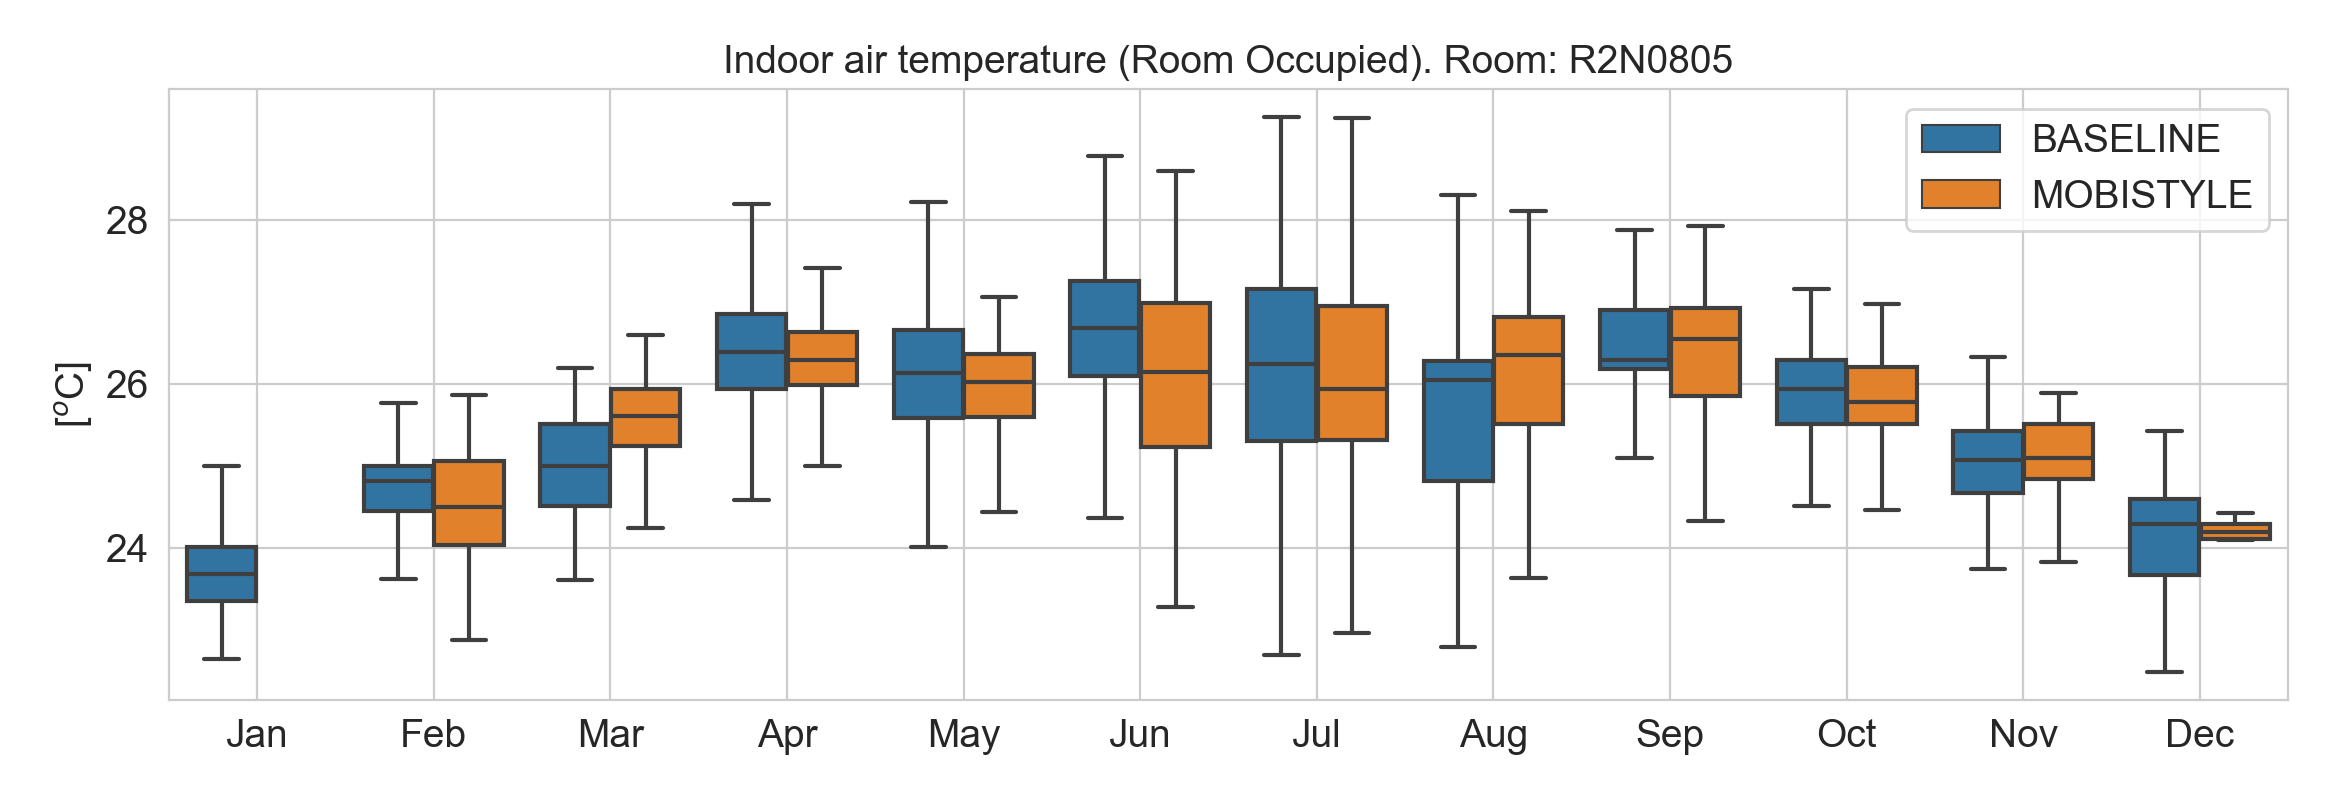 Indoor air temperature (Room Occupied). Room: R2N0805
BASELINE
MOBISTYLE
[°C]
28
26
24
Jan Feb Mar Apr May Jun Jul Aug Sep Oct Nov Dec